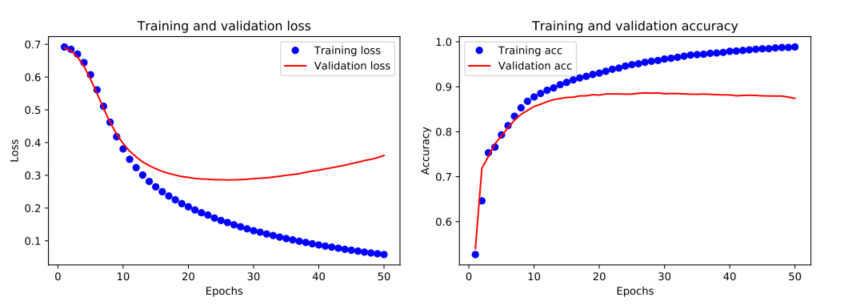 Training and validation loss
0.7
0.6
0.5
0.4
0.3
0.2
0.1
Loss
Training loss
Validation loss
0 10 20 30 40 50
Epochs
Training and validation accuracy
1.0
0.9
0.8
0.7
0.6
Accuracy
Training acc
Validation acc
0 10 20 30 40 50
Epochs